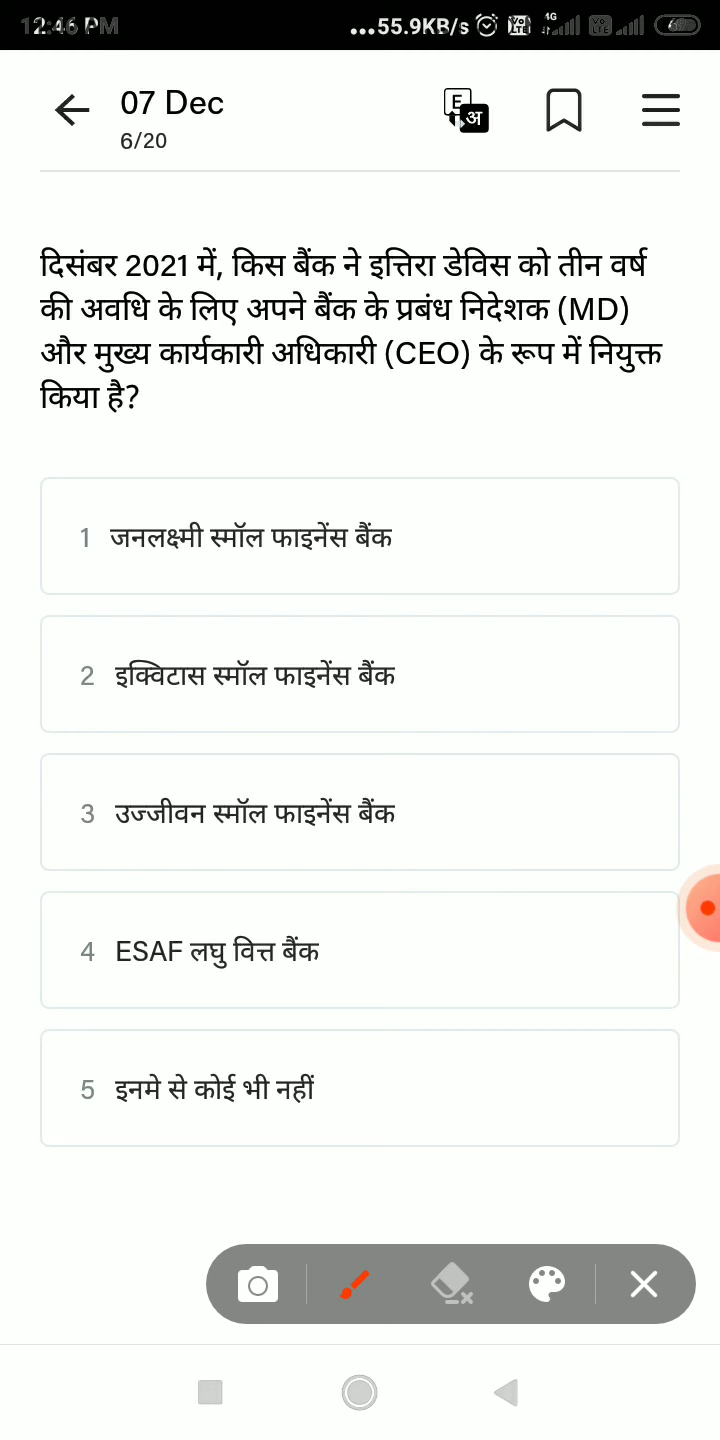 12:46 PM
...55.9KB/s 4G
07 Dec
6/20
E
अ
दिसंबर 2021 में, किस बैंक ने इत्तिरा डेविस को तीन वर्ष
की अवधि के लिए अपने बैंक के प्रबंध निदेशक (MD)
और मुख्य कार्यकारी अधिकारी (CEO) के रूप में नियुक्त
किया है?
1 जनलक्ष्मी स्मॉल फाइनेंस बैंक
2 इक्विटास स्मॉल फाइनेंस बैंक
3 उज्जीवन स्मॉल फाइनेंस बैंक
4 ESAF लघु वित्त बैंक
5 इनमे से कोई भी नहीं